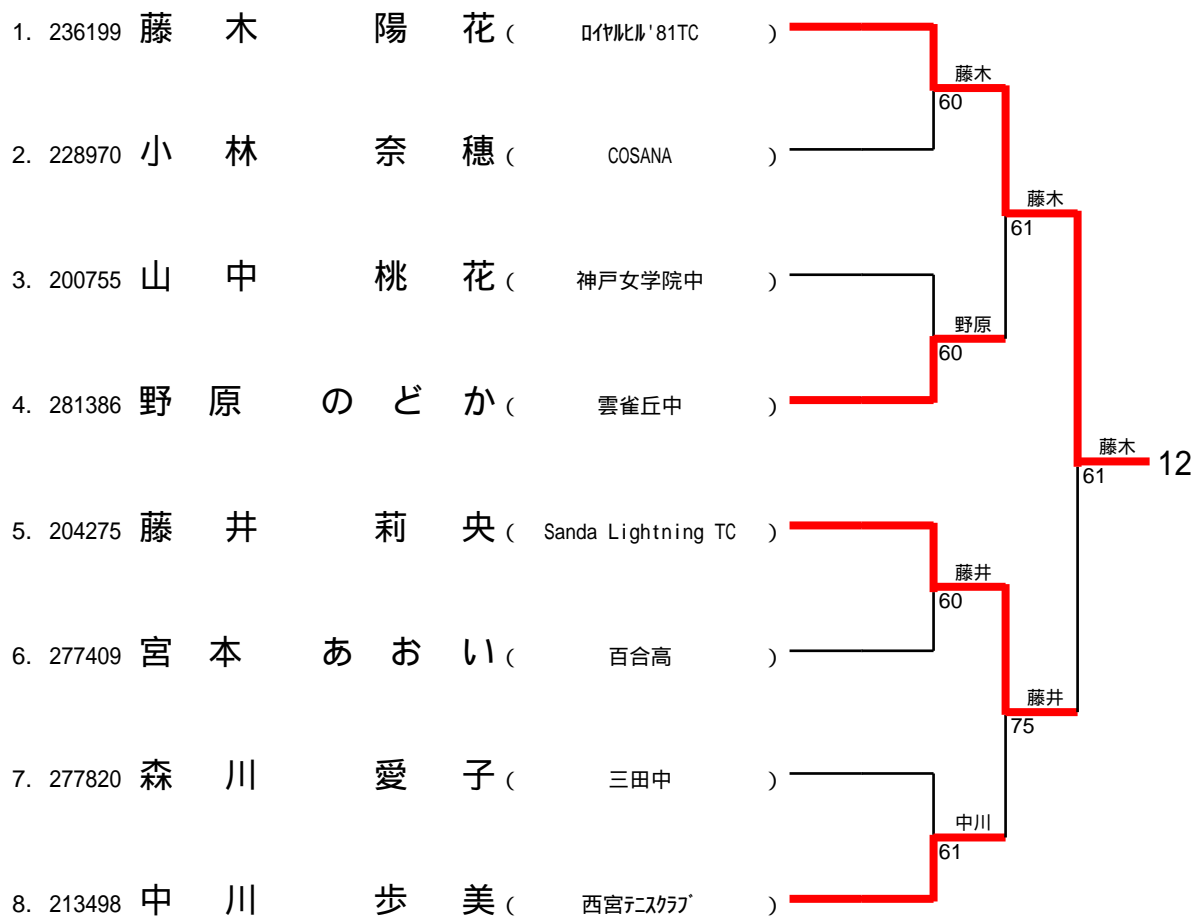 1. 236199 藤木 陽花 ( ﾛｲﾔﾙﾋﾙ'81TC )
藤木
60
2. 228970 小林 奈穗 ( COSANA )
藤木
61
3. 200755 山中 桃花 ( 神戸女学院中 )
野原
60
4. 281386 野原 のどか ( 雲雀丘中 )
藤木
61
12
5. 204275 藤井 莉央 ( Sanda Lightning TC )
藤井
60
6. 277409 宮本 あおい ( 百合高 )
藤井
75
7. 277820 森川 愛子 ( 三田中 )
中川
61
8. 213498 中川 歩美 ( 西宮ﾃﾆｽｸﾗﾌﾞ )